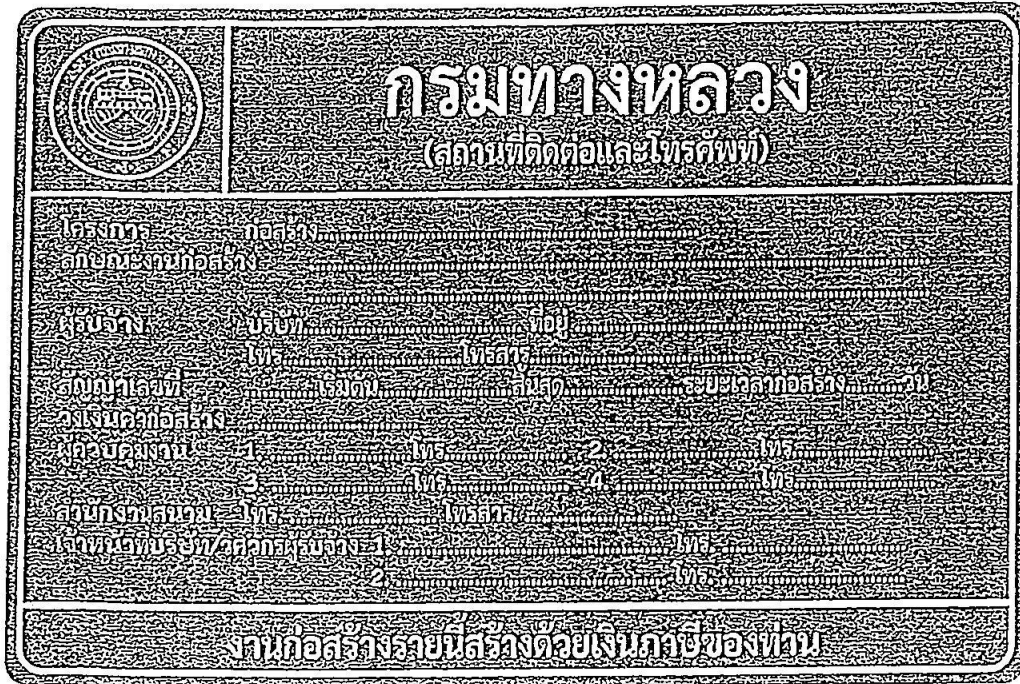 กรมทางหลวง
(สถานที่ติดต่อและโทรศัพท์)
โครงการ ก่อสร้าง....................
ลักษณะงานก่อสร้าง ....................
....................
ผู้รับจ้าง บริษัท.................... ที่อยู่....................
โทร.................... โทรสาร....................
สัญญาเลขที่ ..........เริ่มต้น..........สิ้นสุด..........ระยะเวลาก่อสร้าง..........วัน
วงเงินค่าก่อสร้าง ....................
ผู้ควบคุมงาน 1. ..........โทร........... 2. ..........โทร...........
3. ..........โทร........... 4. ..........โทร...........
สำนักงานสนาม โทร........... โทรสาร ..........
เจ้าหน้าที่บริษัท/วิศวกรผู้รับจ้าง 1. ..........โทร...........
2. ..........โทร...........
งานก่อสร้างรายนี้สร้างด้วยเงินภาษีของท่าน